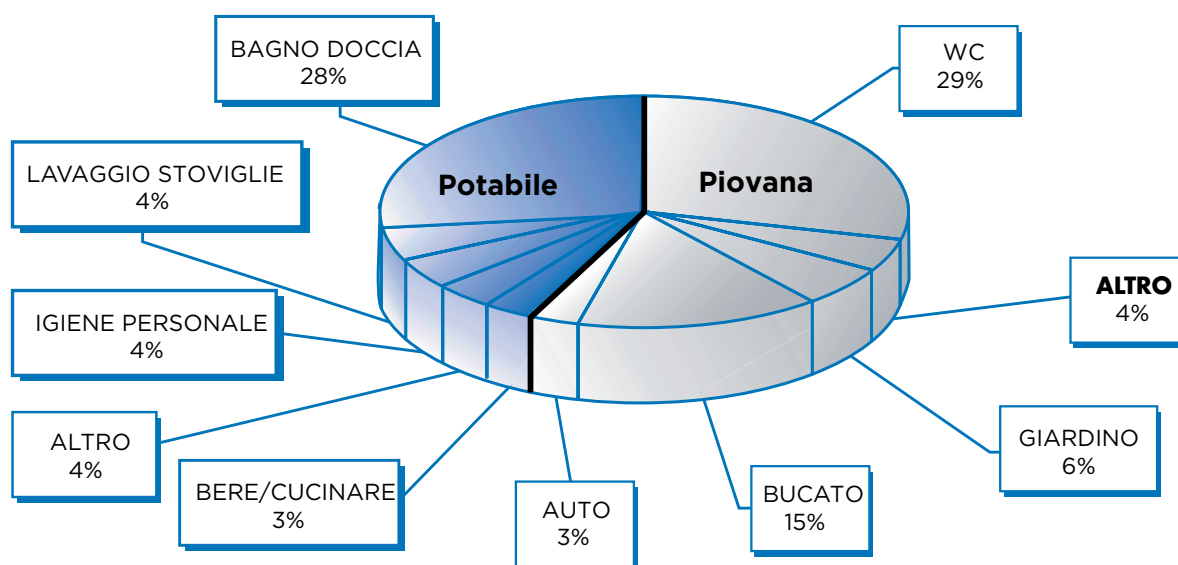 BAGNO DOCCIA
28%
WC
29%
LAVAGGIO STOVIGLIE
4%
Potabile
Piovana
IGIENE PERSONALE
4%
ALTRO
4%
ALTRO
4%
GIARDINO
6%
BERE/CUCINARE
3%
AUTO
3%
BUCATO
15%